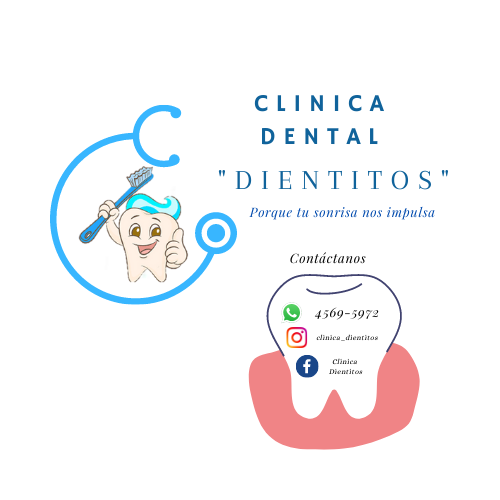 CLINICA
DENTAL
"DIENTITOS"
Porque tu sonrisa nos impulsa
Contáctanos
4569-5972
clinica_dientitos
Clinica
Dientitos